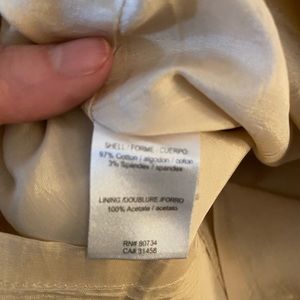 SHELL / FORME / CUERPO:
97% Cotton / algodon / coton
3% Spandex / spandex
LINING / DOUBLURE / FORRO
100% Acetate / acetato
RN# 80734
CA# 31458